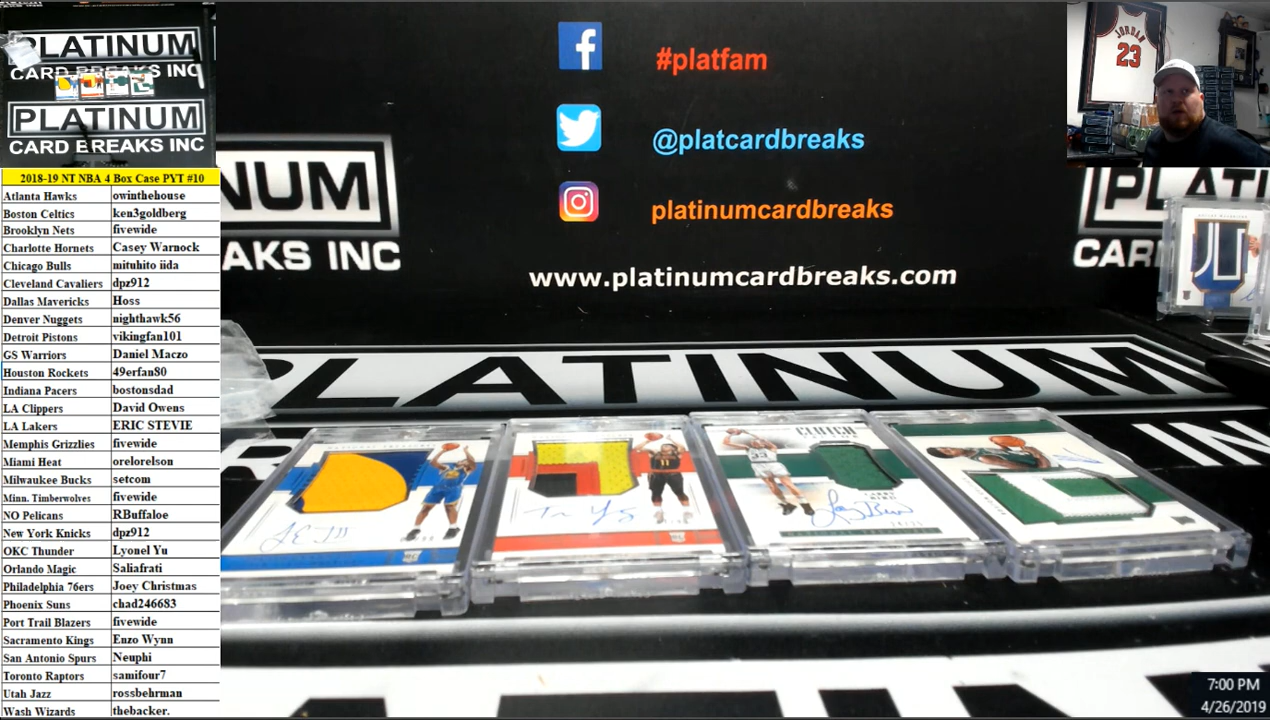 PLATINUM
CARD BREAKS INC
PLATINUM
CARD BREAKS INC
2018-19 NT NBA 4 Box Case PYT #10
Atlanta Hawks owinthehouse
Boston Celtics ken3goldberg
Brooklyn Nets fivewide
Charlotte Hornets Casey Warnock
Chicago Bulls mituhito iida
Cleveland Cavaliers dpz912
Dallas Mavericks Hoss
Denver Nuggets nighthawk56
Detroit Pistons vikingfan101
GS Warriors Daniel Maczo
Houston Rockets 49erfan80
Indiana Pacers bostonsdad
LA Clippers David Owens
LA Lakers ERIC STEVIE
Memphis Grizzlies fivewide
Miami Heat orelorelson
Milwaukee Bucks setcom
Minn. Timberwolves fivewide
NO Pelicans RBuffaloe
New York Knicks dpz912
OKC Thunder Lyonel Yu
Orlando Magic Saliafrati
Philadelphia 76ers Joey Christmas
Phoenix Suns chad246683
Port Trail Blazers fivewide
Sacramento Kings Enzo Wynn
San Antonio Spurs Neuphi
Toronto Raptors samifour7
Utah Jazz rossbehrman
Wash Wizards thebacker.
#platfam
@platcardbreaks
platinumcardbreaks
www.platinumcardbreaks.com
NUM
AKS INC
PLATI
CAR
JORDAN
23
PLATINUM
IN
CLUTCH
33
11
LARRY BIRD
7:00 PM
4/26/2019